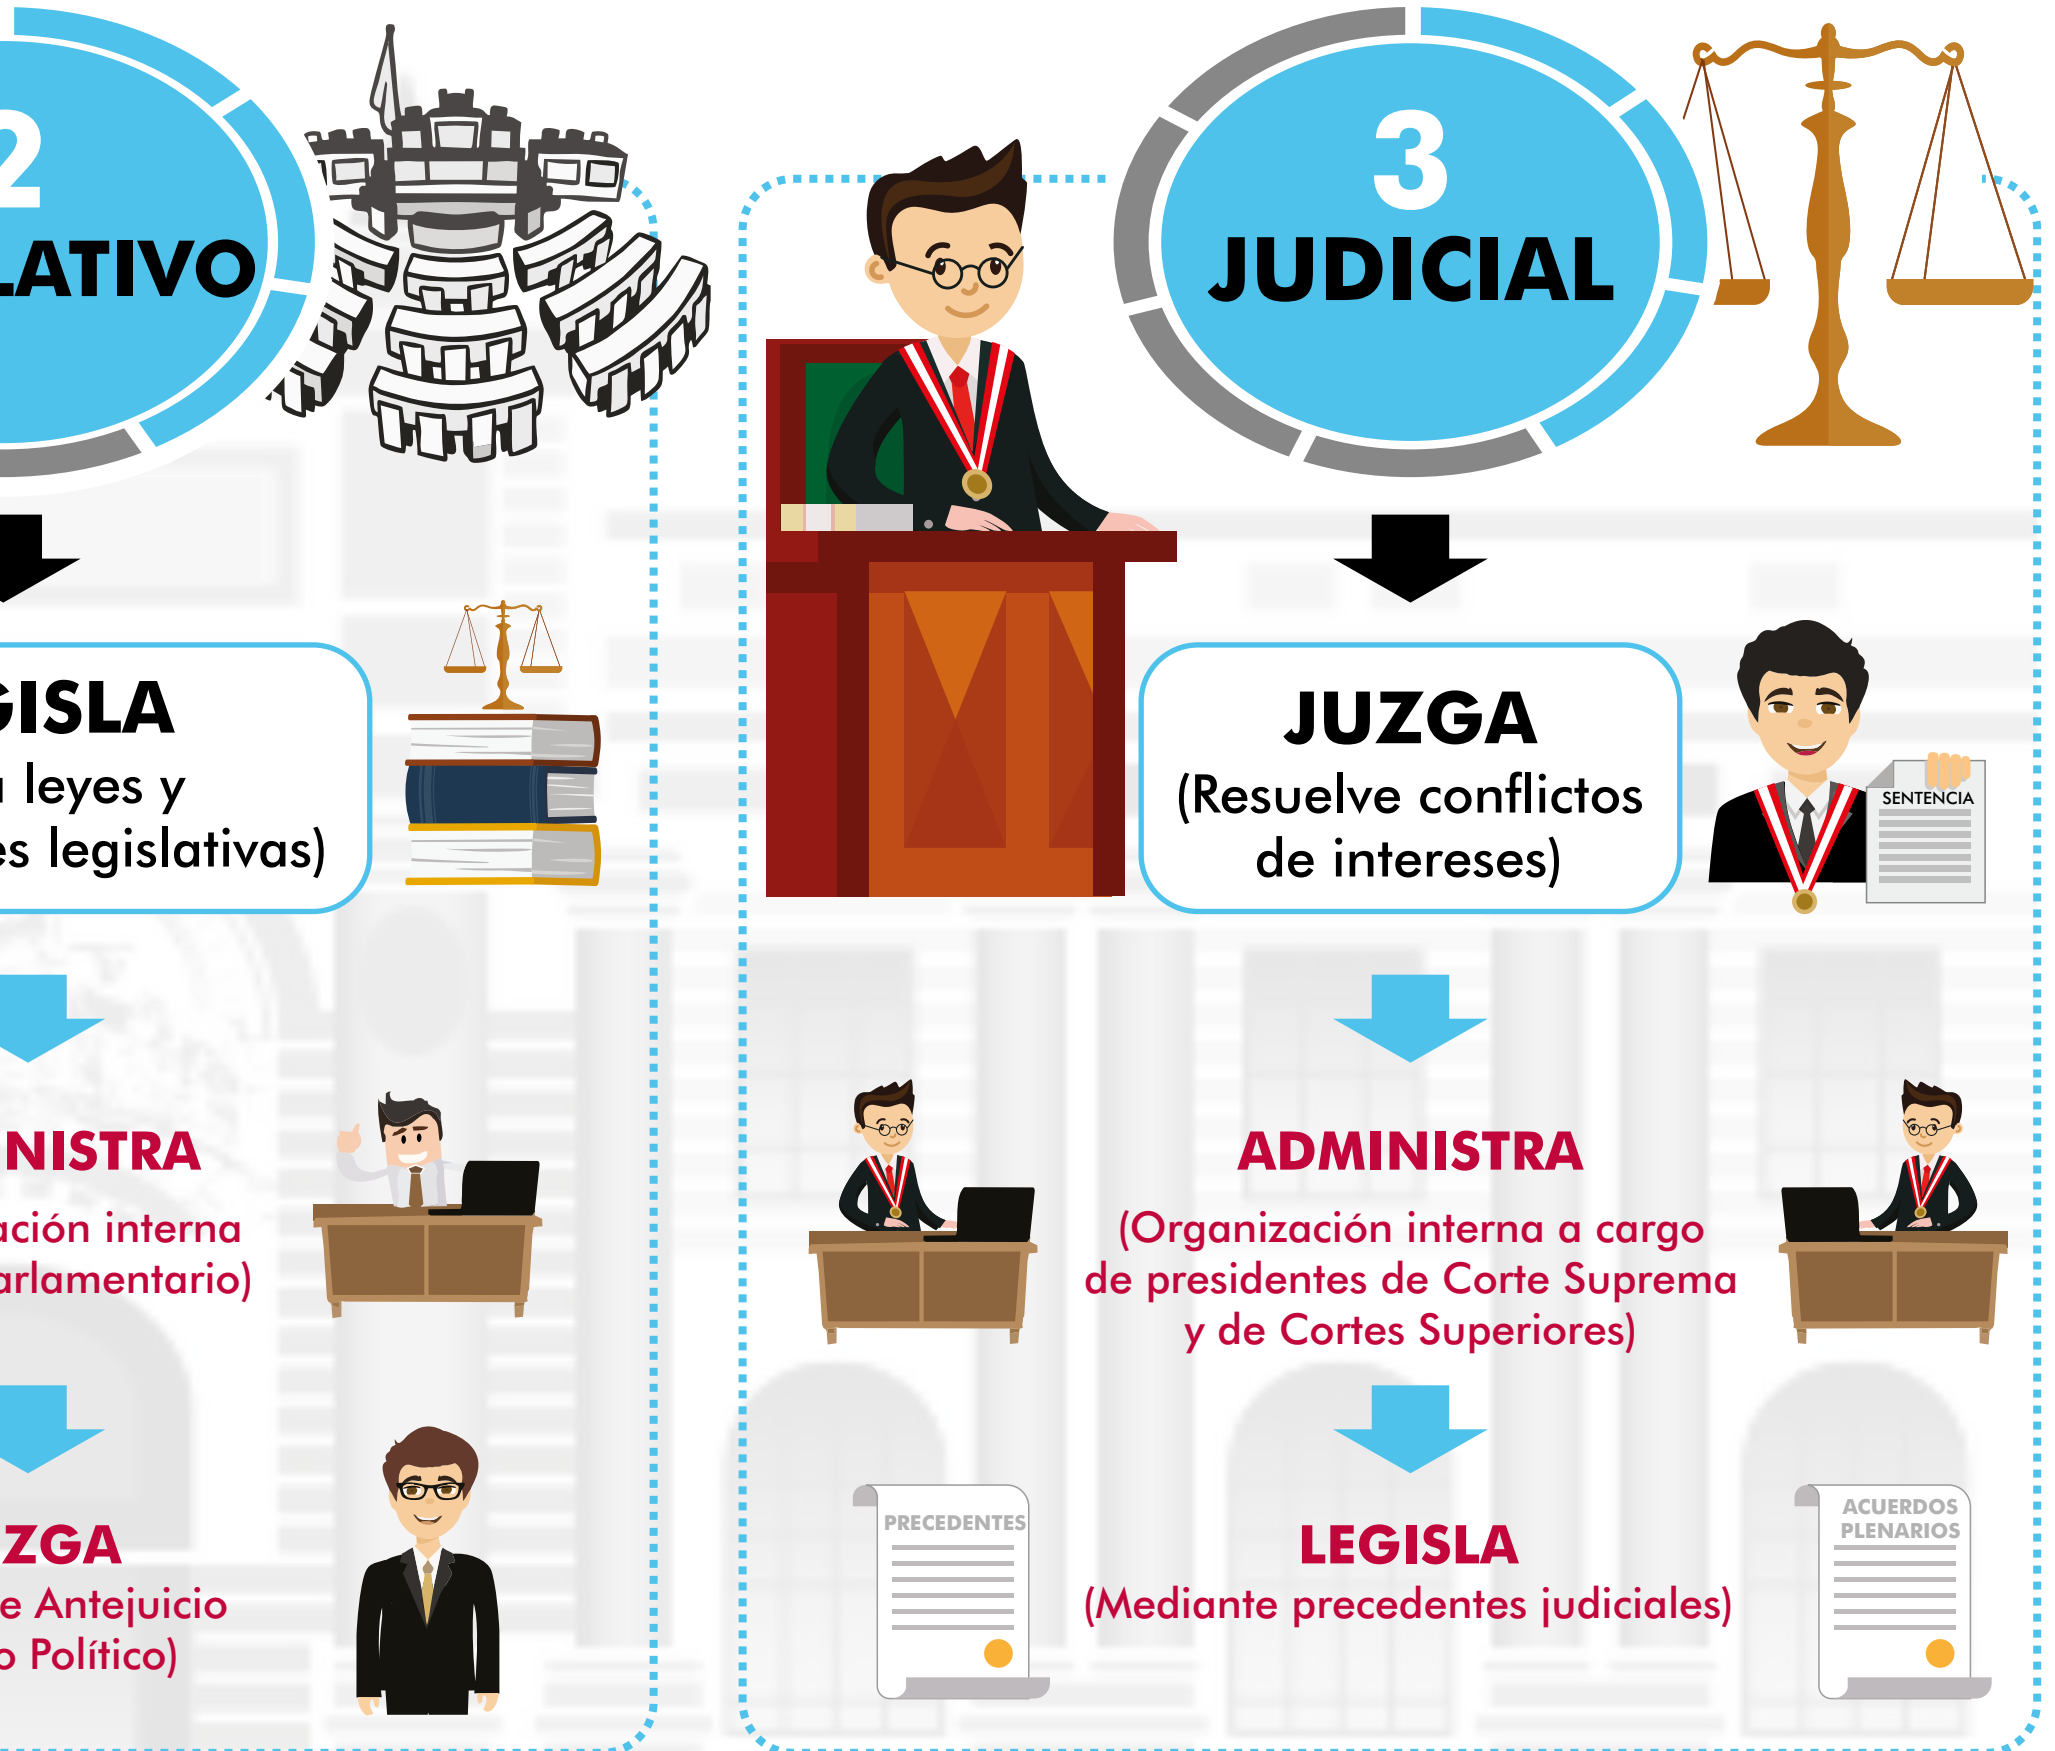 2
LATIVO
GISLA
leyes y
es legislativas)
NISTRA
ación interna
arlamentario)
ZGA
e Antejuicio
o Político)
3
JUDICIAL
JUZGA
(Resuelve conflictos
de intereses)
SENTENCIA
ADMINISTRA
(Organización interna a cargo
de presidentes de Corte Suprema
y de Cortes Superiores)
PRECEDENTES
LEGISLA
(Mediante precedentes judiciales)
ACUERDOS
PLENARIOS